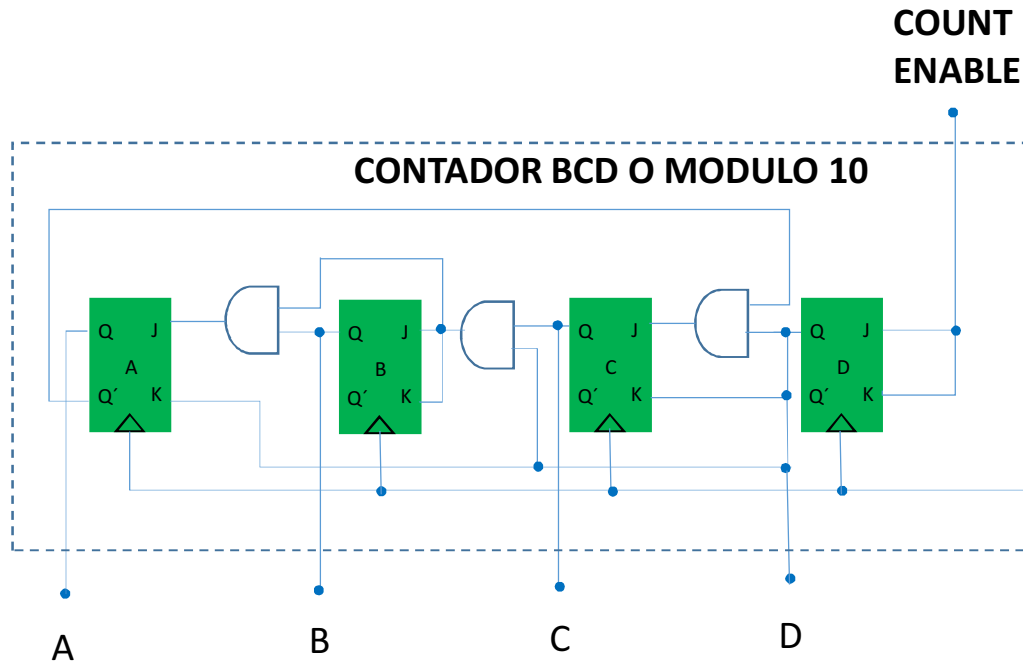 COUNT
ENABLE
CONTADOR BCD O MODULO 10
Q J
A
Q´ K
Q J
B
Q´ K
Q J
C
Q´ K
Q J
D
Q´ K
A
B
C
D